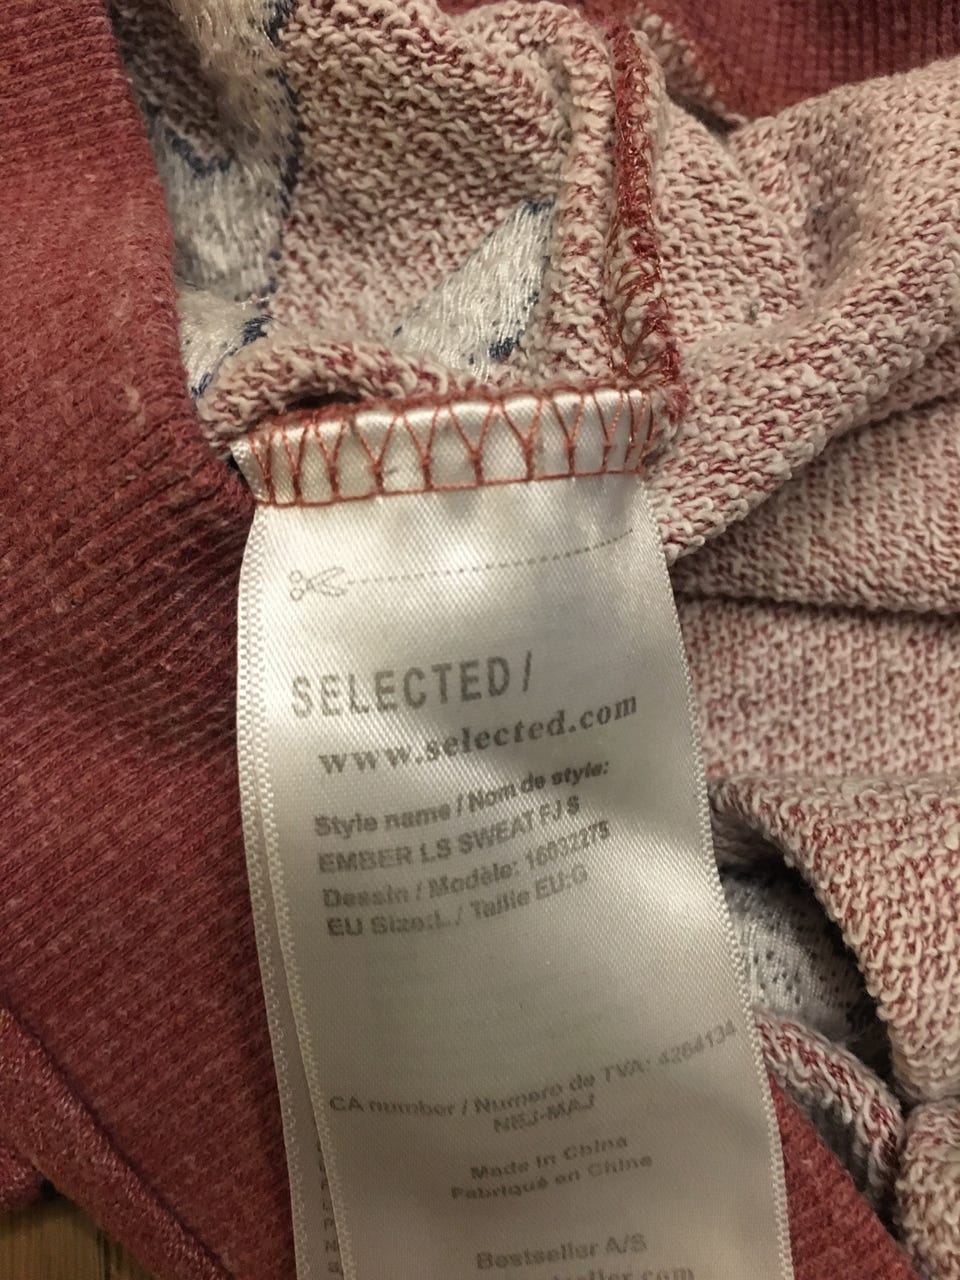 SELECTED /
www.selected.com
Style name / Nom de style:
EMBER LS SWEAT FJ S
Dessin / Modèle: 16032275
EU Size:L / Taille EU:G
CA number / Numero de TVA: 4264134
NEJ-MAJ
Made in China
Fabriqué en Chine
Bestseller A/S